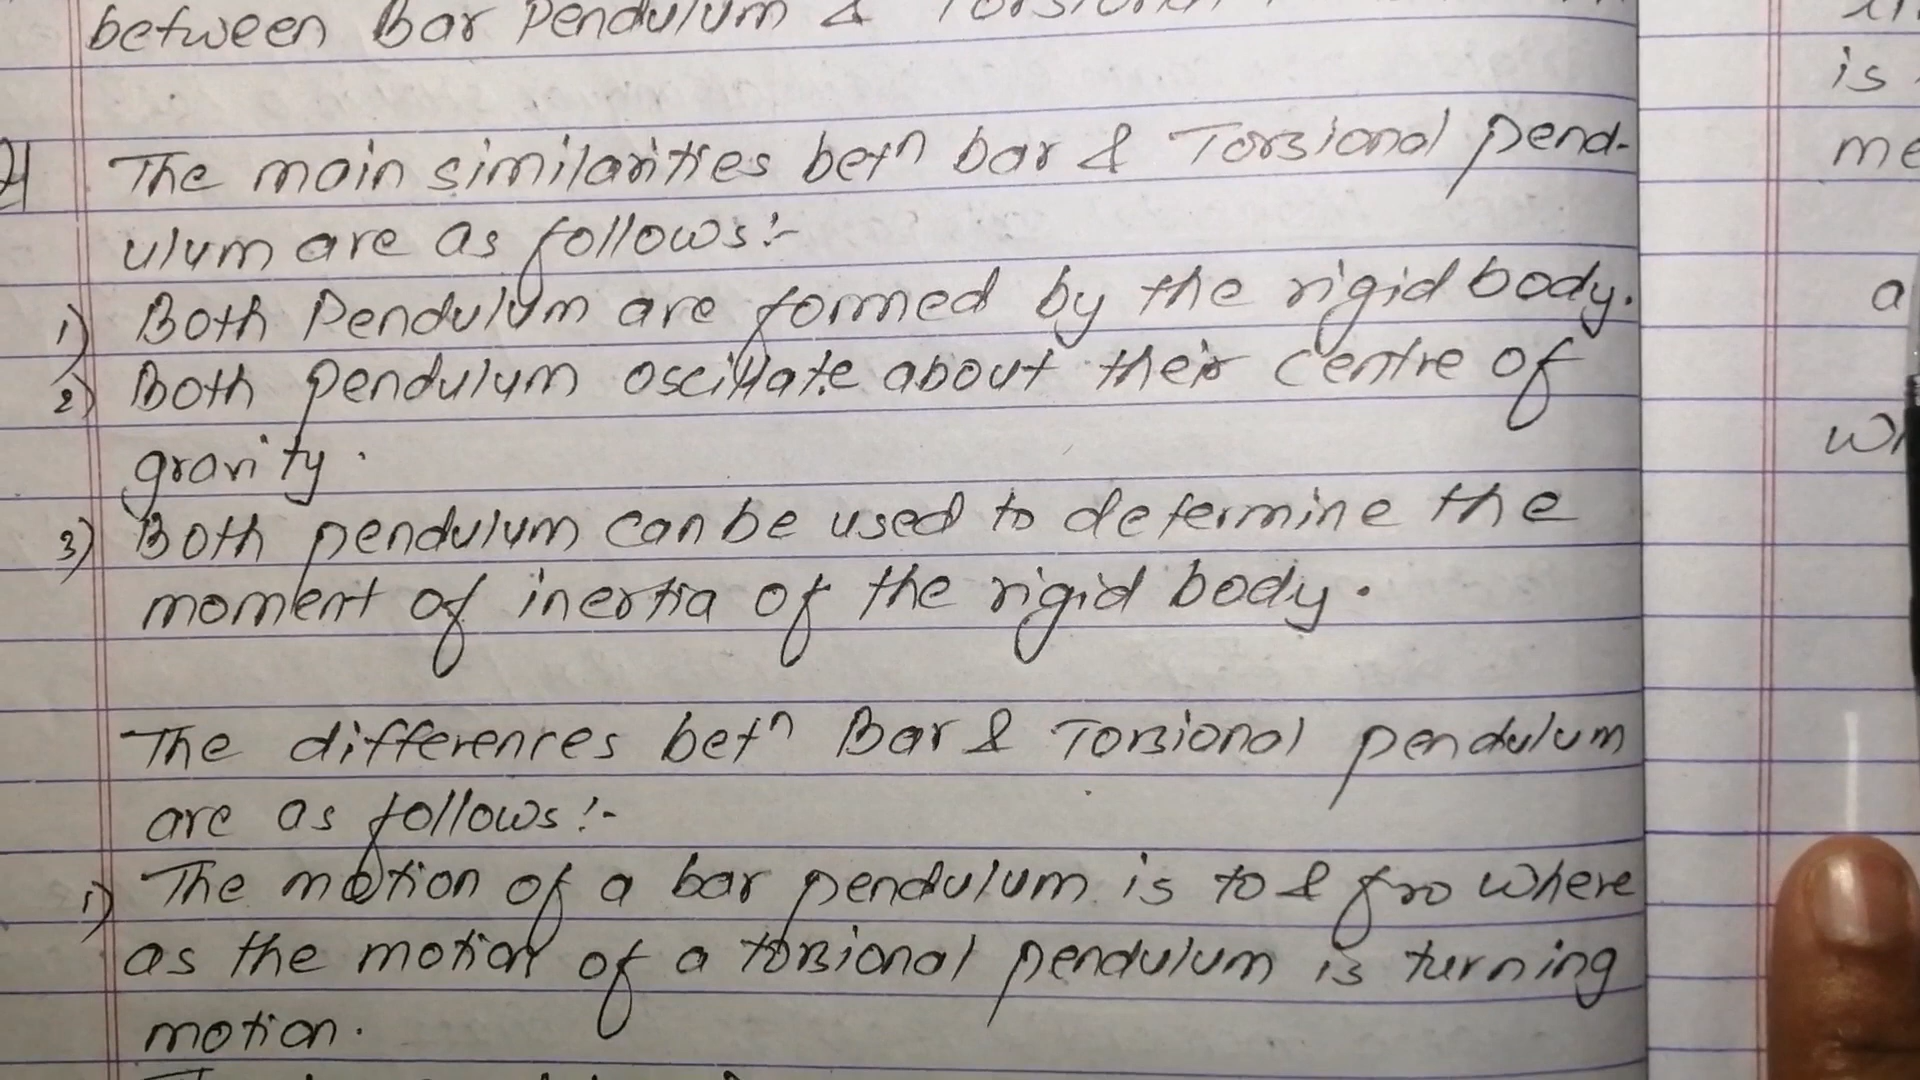 between Bar Pendulum &
The main similarities betn bar & Torsional pend-
ulum are as follows:-
1) Both Pendulum are formed by the rigid body.
2) Both pendulum oscillate about their centre of
gravity.
3) Both pendulum can be used to determine the
moment of inertia of the rigid body.
The differences betn Bar & Torsional pendulum
are as follows:-
1) The motion of a bar pendulum is to & fro where
as the motion of a torsional pendulum is turning
motion.
is
me
a